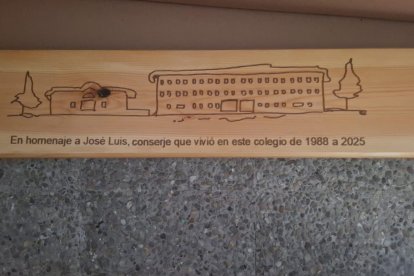 En homenaje a José Luis, conserje que vivió en este colegio de 1988 a 2025